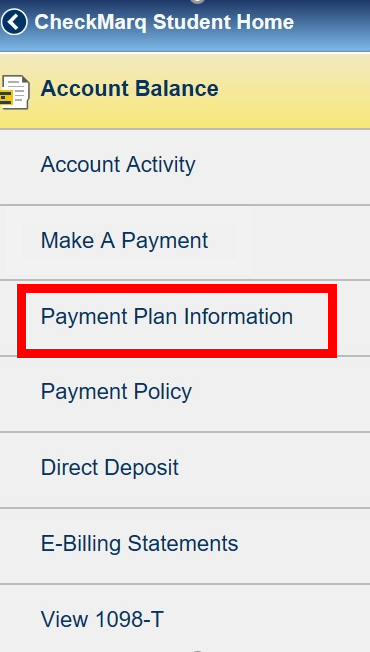 CheckMarq Student Home
Account Balance
Account Activity
Make A Payment
Payment Plan Information
Payment Policy
Direct Deposit
E-Billing Statements
View 1098-T